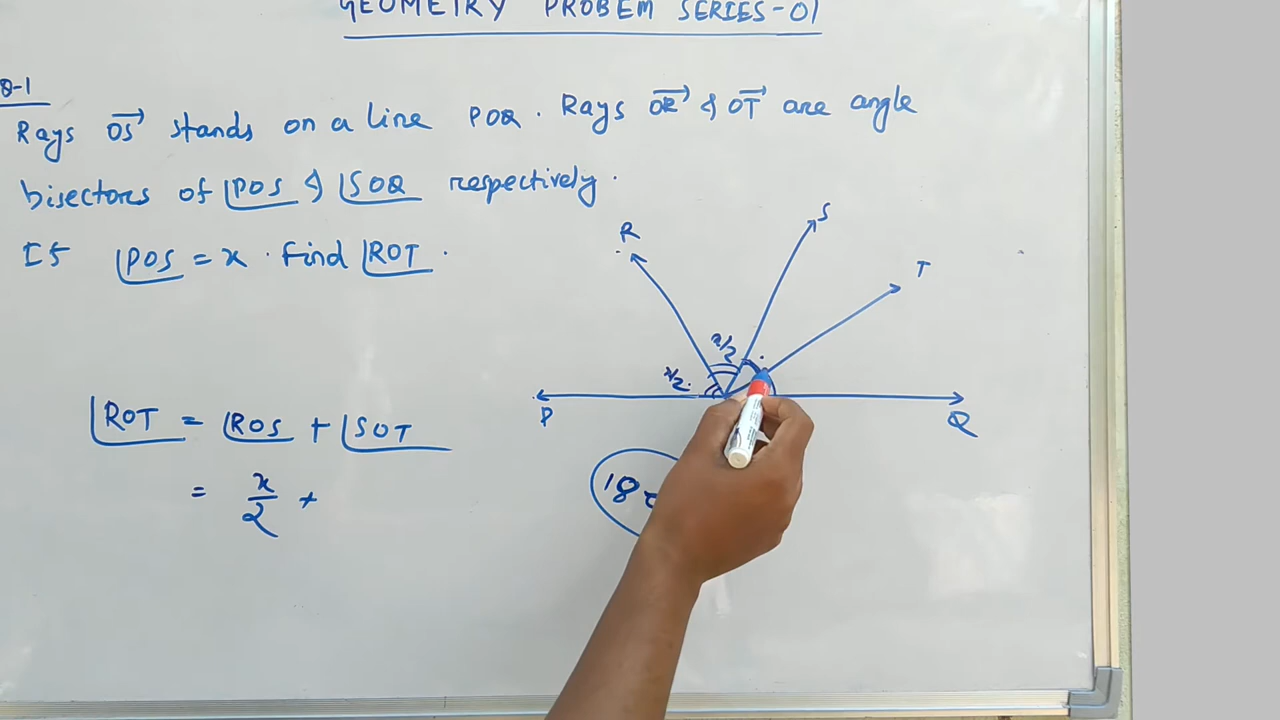 GEOMETRY PROBEM SERIES-01
Q-1
Rays OS stands on a line POQ. Rays OR & OT are angle
bisectors of ∠POS & ∠SOQ respectively.
If ∠POS = x. Find ∠ROT.
R
S
T
x/2
x/2
P
Q
∠ROT = ∠ROS + ∠SOT
= x/2 +